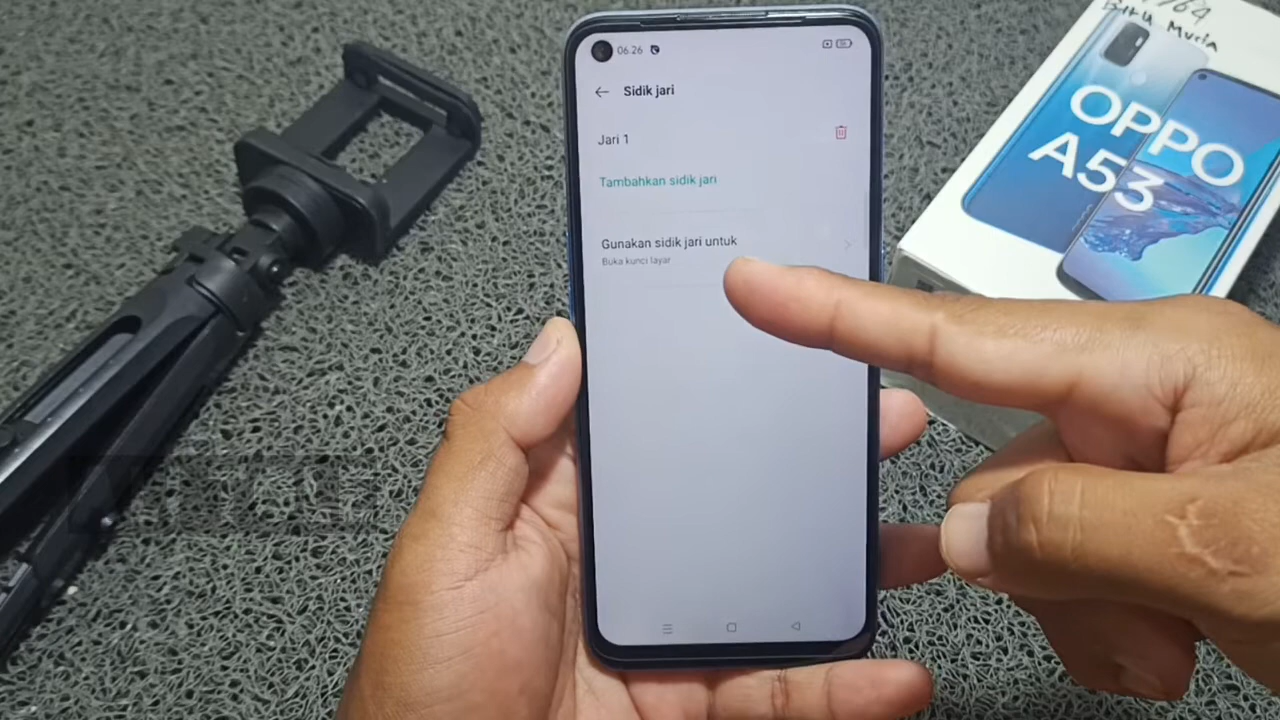 06.26
Sidik jari
Jari 1
Tambahkan sidik jari
Gunakan sidik jari untuk
Buka kunci layar
OPPO
A53